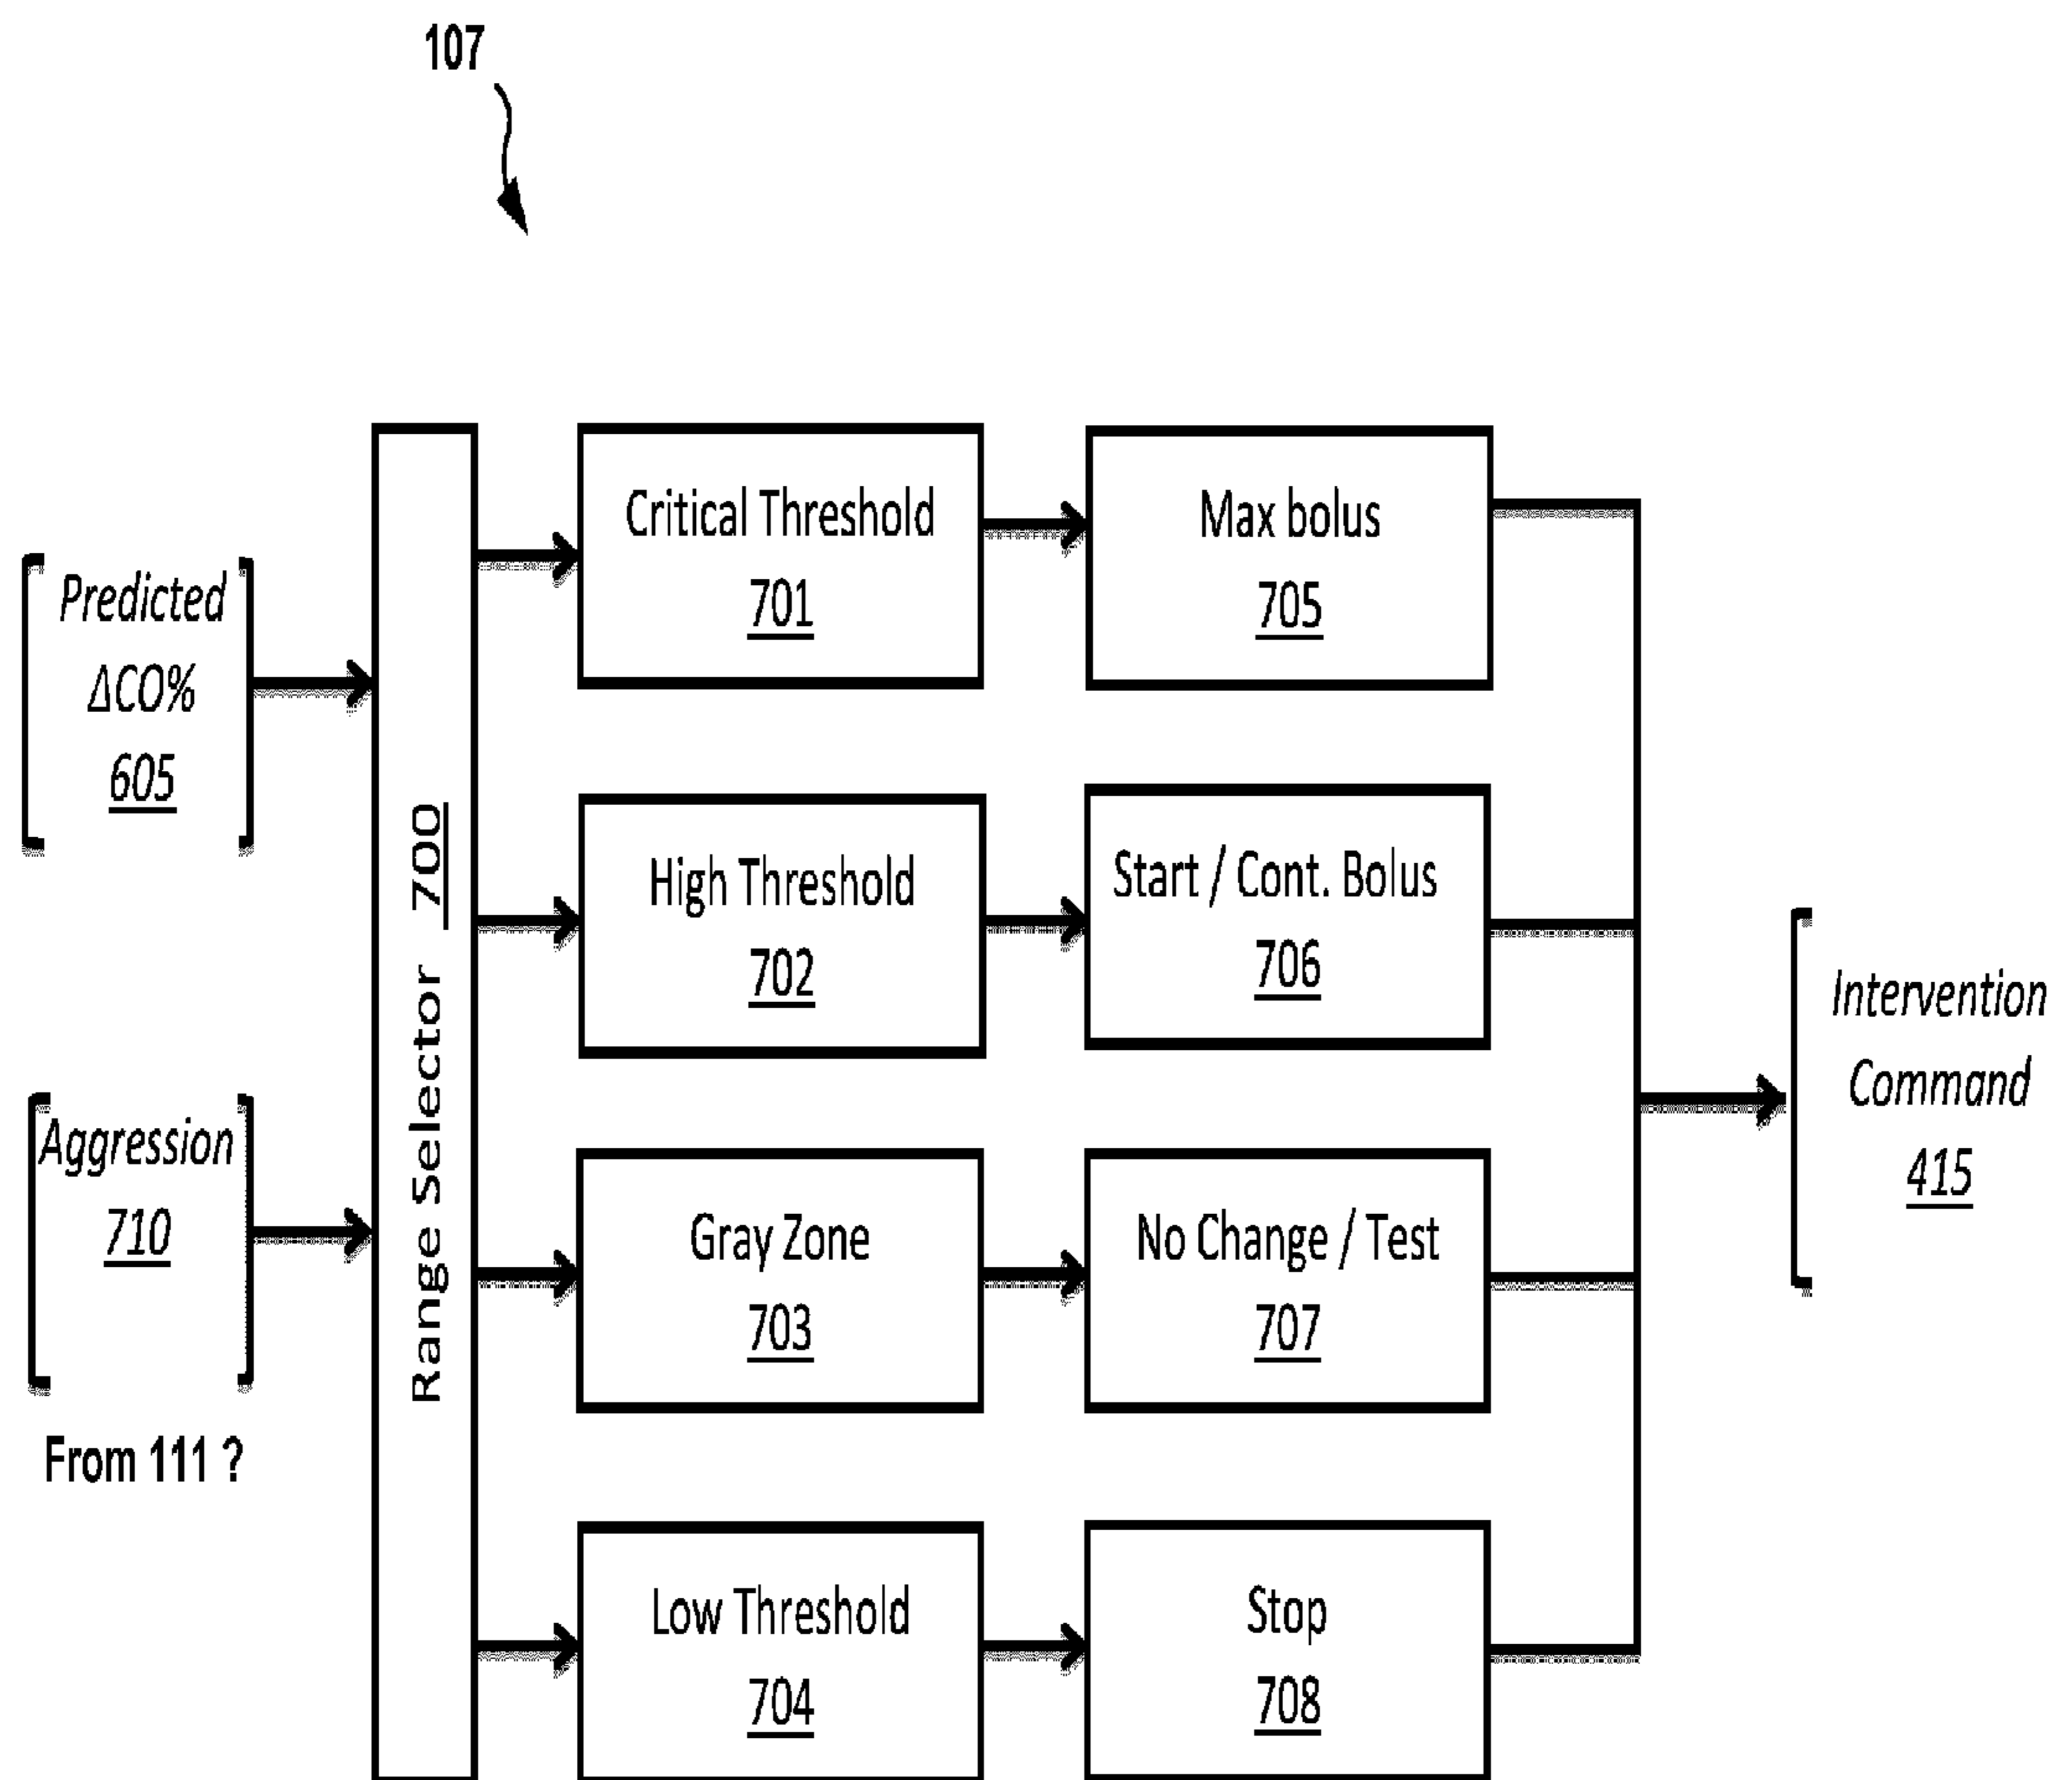 107
Predicted
ΔCO%
605
Aggression
710
From 111 ?
Range Selector 700
Critical Threshold
701
Max bolus
705
High Threshold
702
Start / Cont. Bolus
706
Gray Zone
703
No Change / Test
707
Low Threshold
704
Stop
708
Intervention
Command
415